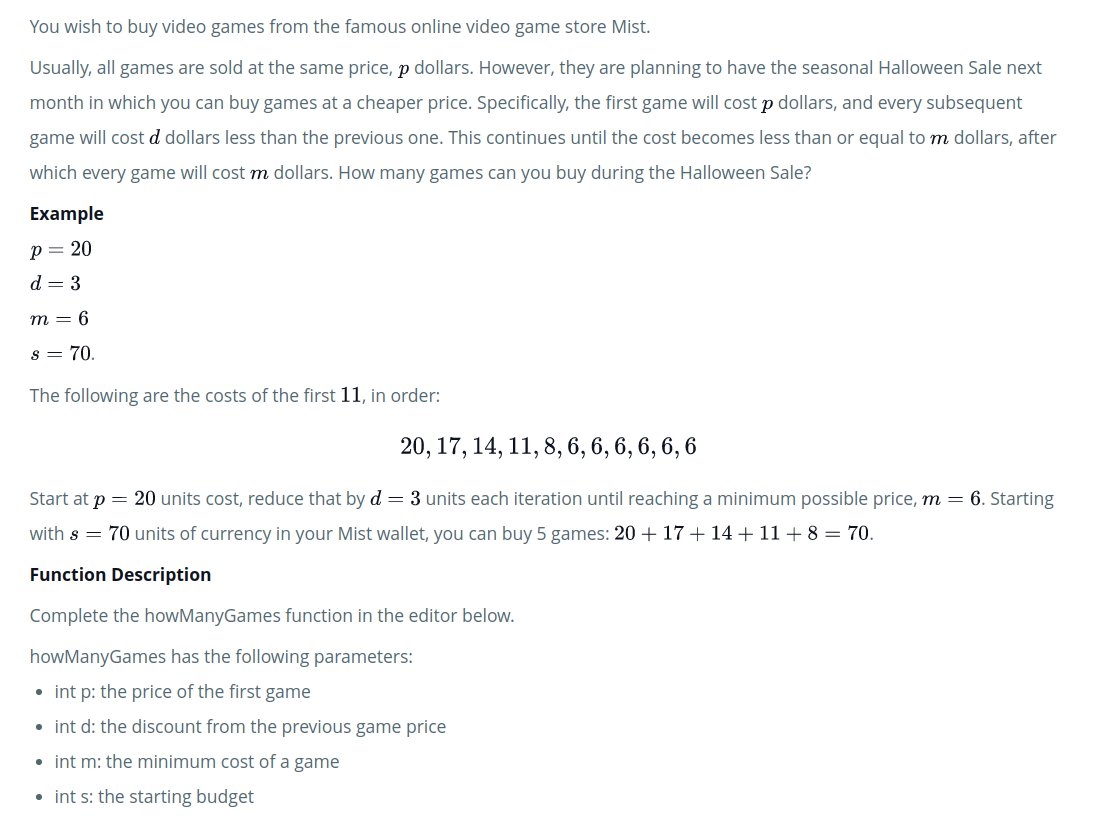 You wish to buy video games from the famous online video game store Mist.
Usually, all games are sold at the same price, p dollars. However, they are planning to have the seasonal Halloween Sale next
month in which you can buy games at a cheaper price. Specifically, the first game will cost p dollars, and every subsequent
game will cost d dollars less than the previous one. This continues until the cost becomes less than or equal to m dollars, after
which every game will cost m dollars. How many games can you buy during the Halloween Sale?
Example
p = 20
d = 3
m = 6
s = 70.
The following are the costs of the first 11, in order:
20, 17, 14, 11, 8, 6, 6, 6, 6, 6, 6
Start at p = 20 units cost, reduce that by d = 3 units each iteration until reaching a minimum possible price, m = 6. Starting
with s = 70 units of currency in your Mist wallet, you can buy 5 games: 20 + 17 + 14 + 11 + 8 = 70.
Function Description
Complete the howManyGames function in the editor below.
howManyGames has the following parameters:
• int p: the price of the first game
• int d: the discount from the previous game price
• int m: the minimum cost of a game
• int s: the starting budget